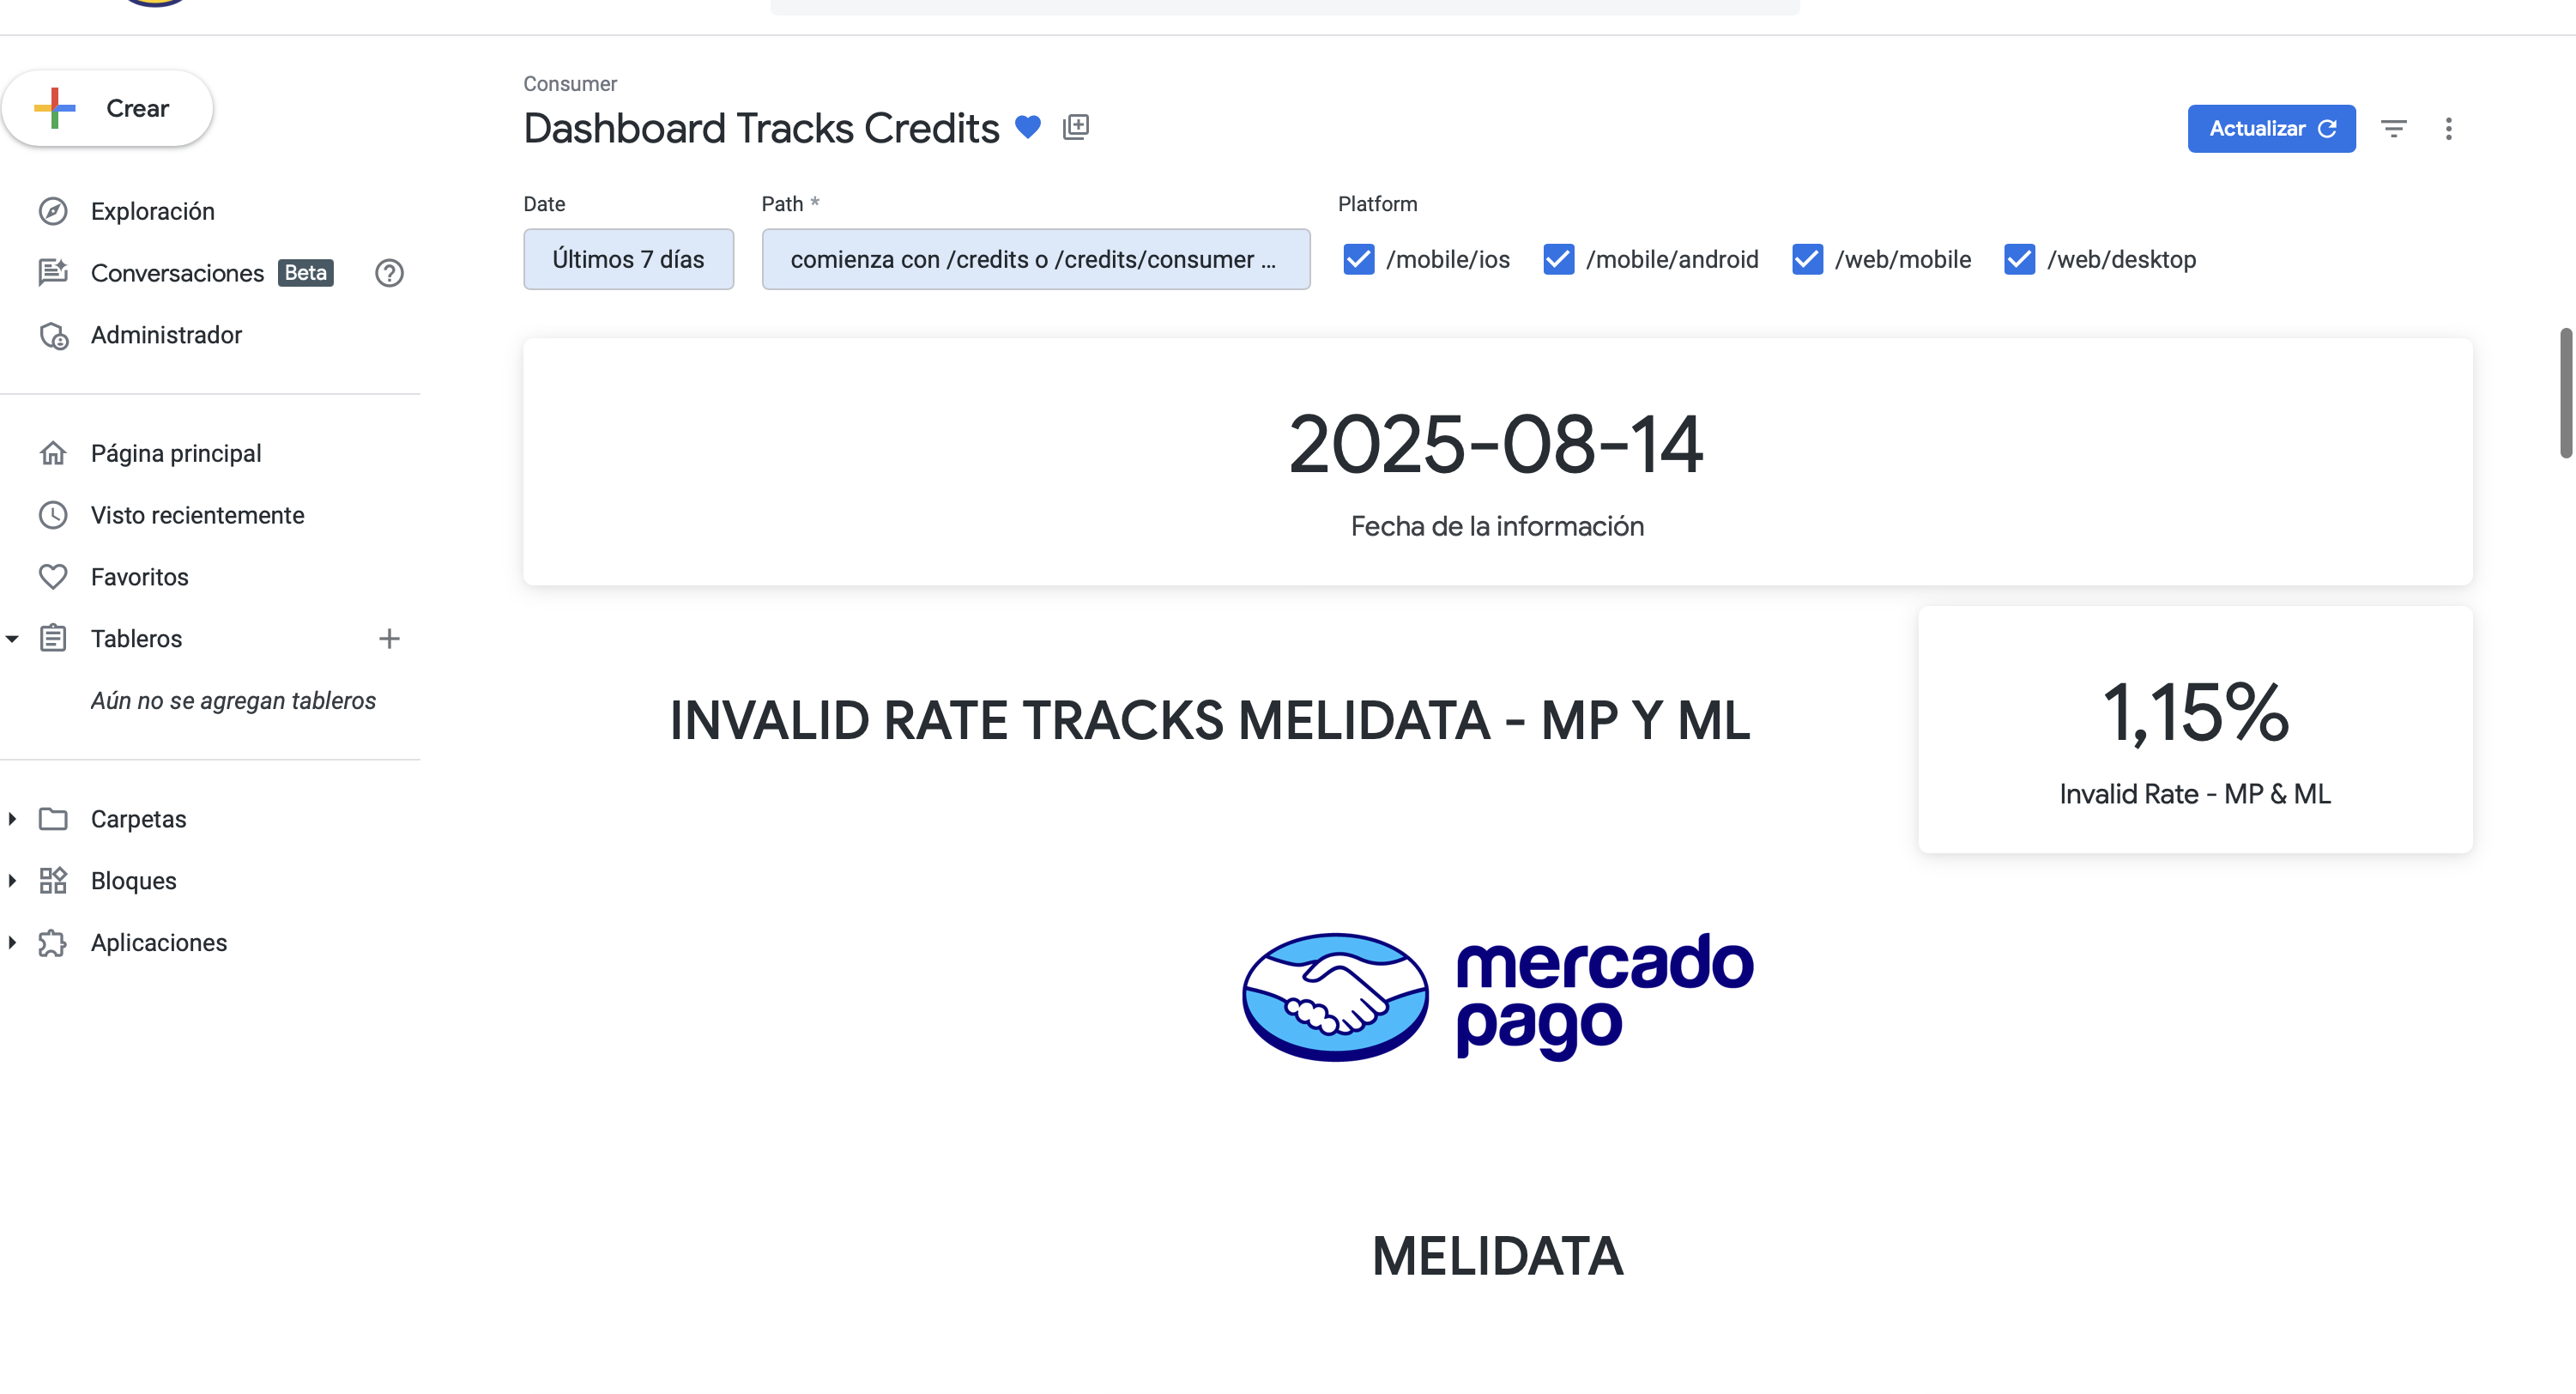 Crear
Exploración
Conversaciones Beta
Administrador
Página principal
Visto recientemente
Favoritos
Tableros
Aún no se agregan tableros
Carpetas
Bloques
Aplicaciones
Consumer
Dashboard Tracks Credits
Actualizar
Date
Path *
Platform
Últimos 7 días
comienza con /credits o /credits/consumer ...
/mobile/ios
/mobile/android
/web/mobile
/web/desktop
2025-08-14
Fecha de la información
INVALID RATE TRACKS MELIDATA - MP Y ML
1,15%
Invalid Rate - MP & ML
mercado
pago
MELIDATA